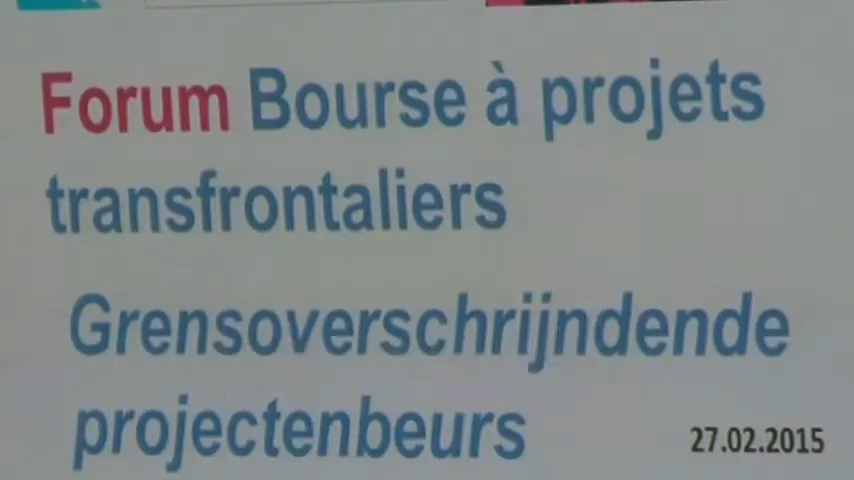 Forum Bourse à projets
transfrontaliers
Grensoverschrijndende
projectenbeurs
27.02.2015